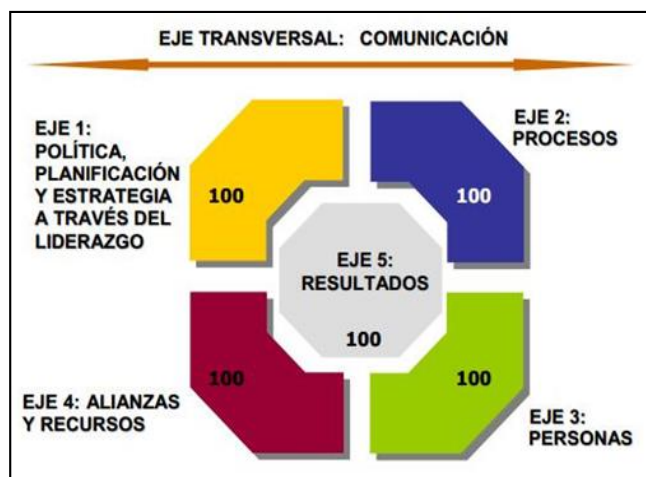 EJE TRANSVERSAL: COMUNICACIÓN
EJE 1:
POLÍTICA,
PLANIFICACIÓN
Y ESTRATEGIA
A TRAVÉS DEL
LIDERAZGO
100
100
EJE 2:
PROCESOS
EJE 5:
RESULTADOS
100
EJE 4: ALIANZAS
Y RECURSOS
100
100
EJE 3:
PERSONAS